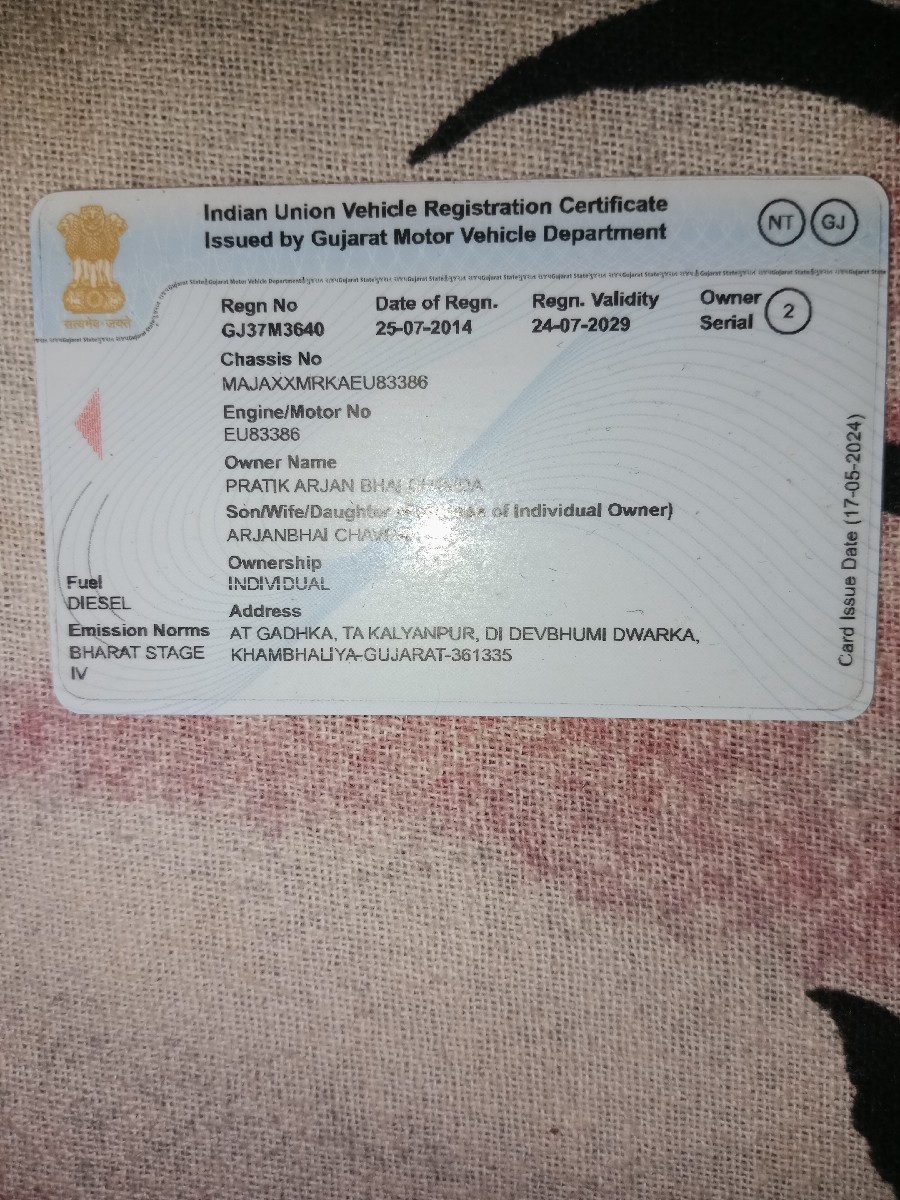 Indian Union Vehicle Registration Certificate
Issued by Gujarat Motor Vehicle Department
NT GJ
सत्यमेव जयते
Regn No Date of Regn. Regn. Validity Owner Serial 2
GJ37M3640 25-07-2014 24-07-2029
Chassis No
MAJAXXMRKAEU83386
Engine/Motor No
EU83386
Owner Name
PRATIK ARJAN BHAI
Son/Wife/Daughter of Individual Owner)
ARJANBHAI
Ownership
INDIVIDUAL
Address
AT GADHKA, TA KALYANPUR, DI DEVBHUMI DWARKA,
KHAMBHALIYA-GUJARAT-361335
Fuel
DIESEL
Emission Norms
BHARAT STAGE
IV
Card Issue Date (17-05-2024)